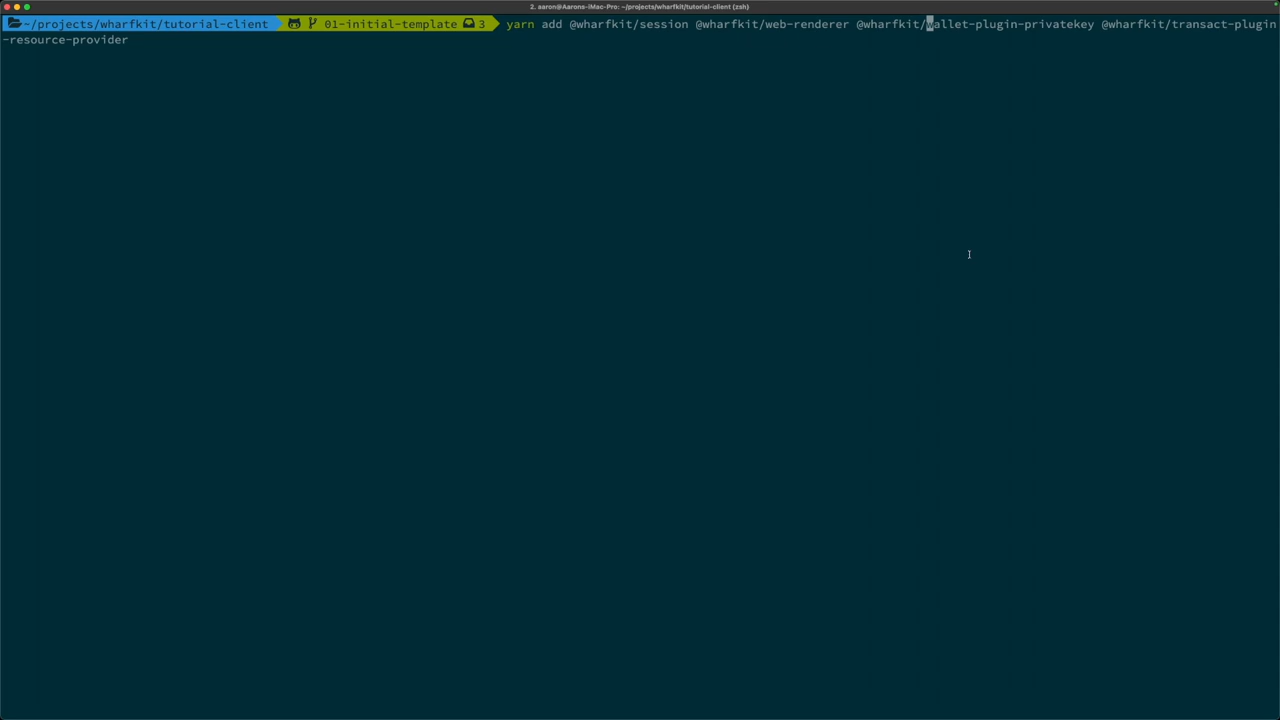 2. aaron@Aarons-iMac-Pro: ~/projects/wharfkit/tutorial-client (zsh)
~/projects/wharfkit/tutorial-client 01-initial-template 3 yarn add @wharfkit/session @wharfkit/web-renderer @wharfkit/wallet-plugin-privatekey @wharfkit/transact-plugin
-resource-provider